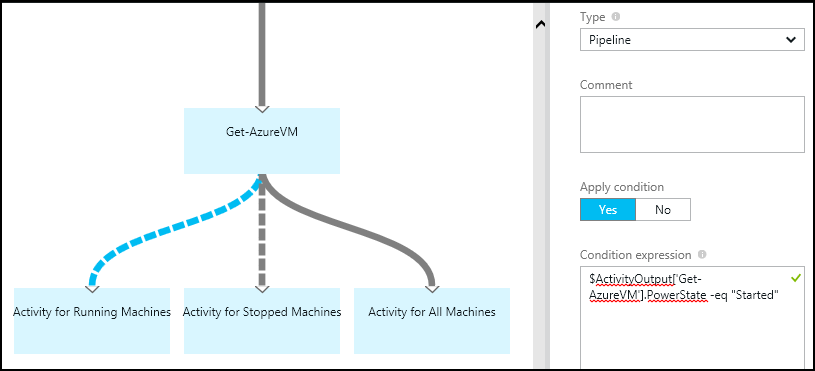 Get-AzureVM
Activity for Running Machines
Activity for Stopped Machines
Activity for All Machines
Type
Pipeline
Comment
Apply condition
Yes
No
Condition expression
$ActivityOutput['Get-
AzureVM'].PowerState -eq "Started"